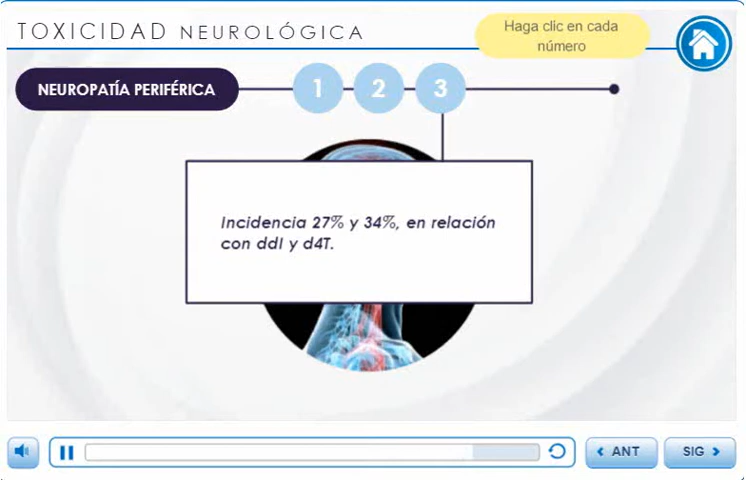 TOXICIDAD NEUROLÓGICA
Haga clic en cada
número
NEUROPATÍA PERIFÉRICA
1
2
3
Incidencia 27% y 34%, en relación
con ddI y d4T.
ANT
SIG